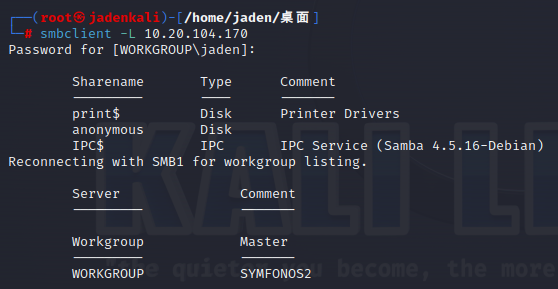 ┌──(root㉿jadenkali)-[/home/jaden/桌面]
└─# smbclient -L 10.20.104.170
Password for [WORKGROUP\jaden]:
Sharename Type Comment
--------- ---- -------
print$ Disk Printer Drivers
anonymous Disk
IPC$ IPC IPC Service (Samba 4.5.16-Debian)
Reconnecting with SMB1 for workgroup listing.
Server Comment
--------- -------
Workgroup Master
--------- -------
WORKGROUP SYMFONOS2
KALI LI
the quieter you become, the more